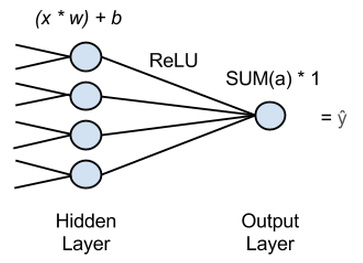 (x * w) + b
ReLU
SUM(a) * 1
= ŷ
Hidden
Layer
Output
Layer